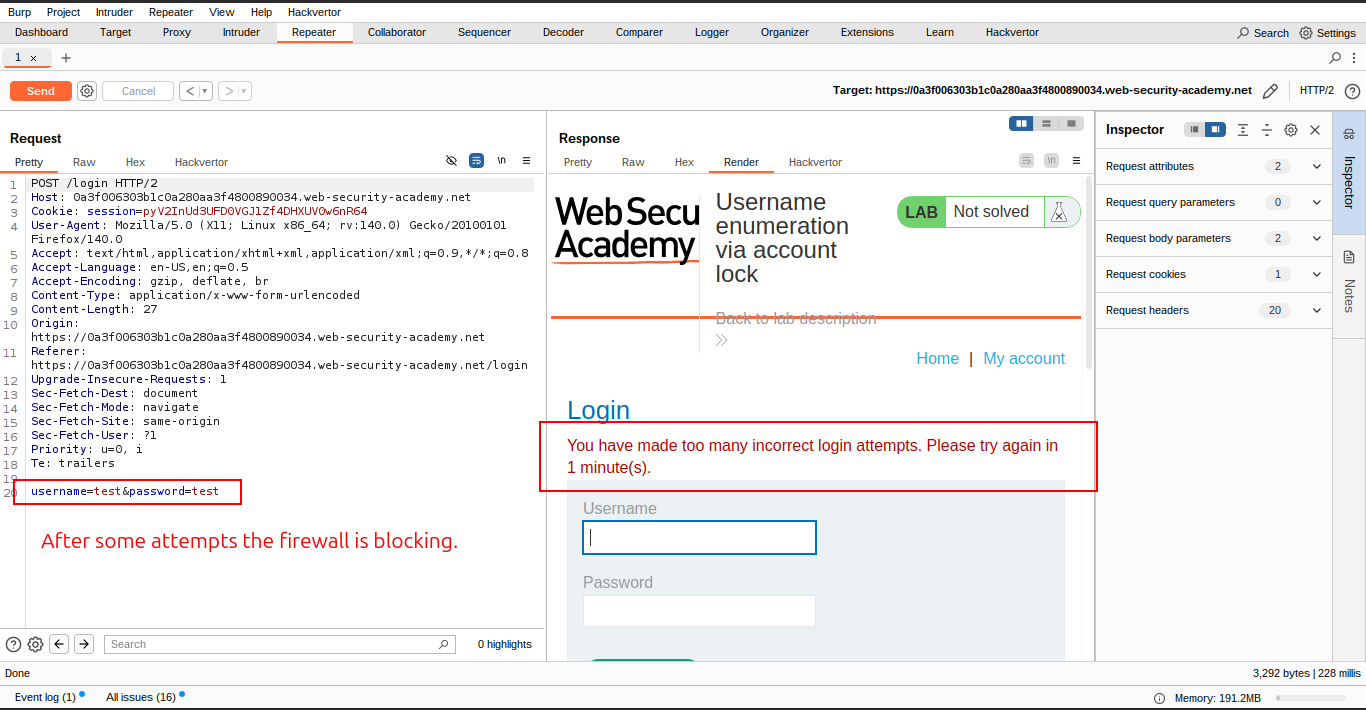 Burp Project Intruder Repeater View Help Hackvertor
Dashboard Target Proxy Intruder Repeater Collaborator Sequencer Decoder Comparer Logger Organizer Extensions Learn Hackvertor Search Settings
1 × +
Send Cancel < > Target: https://0a3f006303b1c0a280aa3f4800890034.web-security-academy.net HTTP/2
Request
Pretty Raw Hex Hackvertor \n
1 POST /login HTTP/2
2 Host: 0a3f006303b1c0a280aa3f4800890034.web-security-academy.net
3 Cookie: session=pyV2InUd3UFDOVGJlZf4DHXUV0w6nR64
4 User-Agent: Mozilla/5.0 (X11; Linux x86_64; rv:140.0) Gecko/20100101
Firefox/140.0
5 Accept: text/html,application/xhtml+xml,application/xml;q=0.9,*/*;q=0.8
6 Accept-Language: en-US,en;q=0.5
7 Accept-Encoding: gzip, deflate, br
8 Content-Type: application/x-www-form-urlencoded
9 Content-Length: 27
10 Origin:
https://0a3f006303b1c0a280aa3f4800890034.web-security-academy.net
11 Referer:
https://0a3f006303b1c0a280aa3f4800890034.web-security-academy.net/login
12 Upgrade-Insecure-Requests: 1
13 Sec-Fetch-Dest: document
14 Sec-Fetch-Mode: navigate
15 Sec-Fetch-Site: same-origin
16 Sec-Fetch-User: ?1
17 Priority: u=0, i
18 Te: trailers
19
20 username=test&password=test
After some attempts the firewall is blocking.
Search 0 highlights
Response
Pretty Raw Hex Render Hackvertor \n
Web Secu
Academy
Username
enumeration
via account
lock
LAB Not solved
Back to lab description
Home | My account
Login
You have made too many incorrect login attempts. Please try again in
1 minute(s).
Username
Password
Inspector
Request attributes 2
Request query parameters 0
Request body parameters 2
Request cookies 1
Request headers 20
Inspector
Notes
Done 3,292 bytes | 228 millis
Event log (1) All issues (16) Memory: 191.2MB